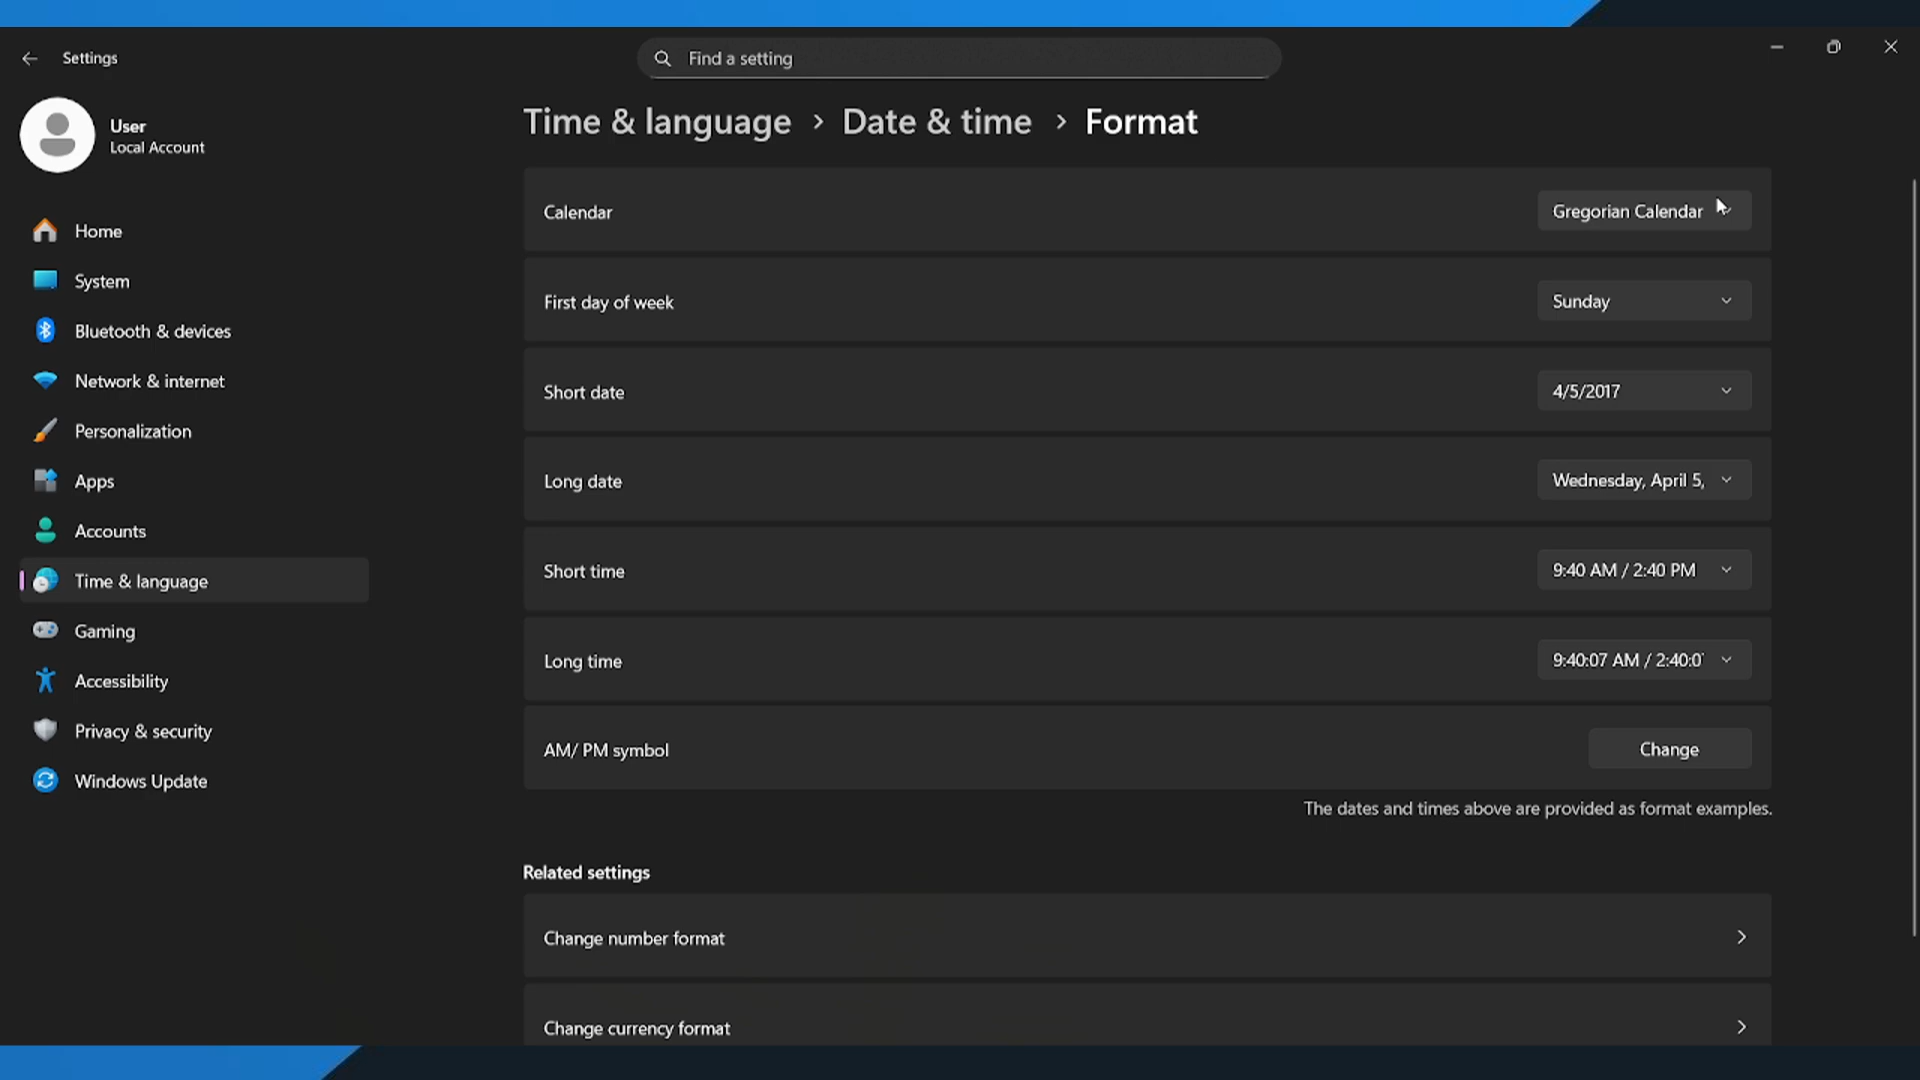 Settings
Find a setting
User
Local Account
Home
System
Bluetooth & devices
Network & internet
Personalization
Apps
Accounts
Time & language
Gaming
Accessibility
Privacy & security
Windows Update
Time & language > Date & time > Format
Calendar
Gregorian Calendar
First day of week
Sunday
Short date
4/5/2017
Long date
Wednesday, April 5,
Short time
9:40 AM / 2:40 PM
Long time
9:40:07 AM / 2:40:0
AM/ PM symbol
Change
The dates and times above are provided as format examples.
Related settings
Change number format
Change currency format